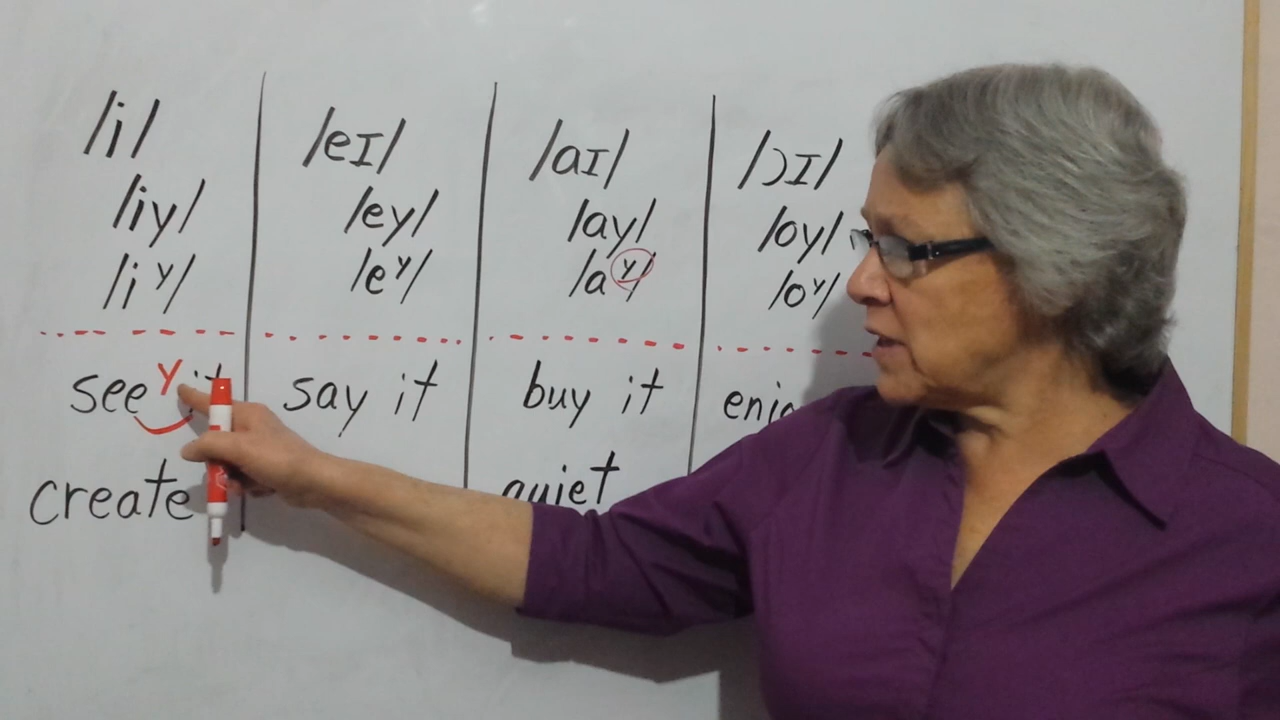 /i/ /eɪ/ /aɪ/ /ɔɪ/
/iy/ /ey/ /ay/ /oy/
/iʸ/ /eʸ/ /aʸ/ /oʸ/
see y it say it buy it
create quiet